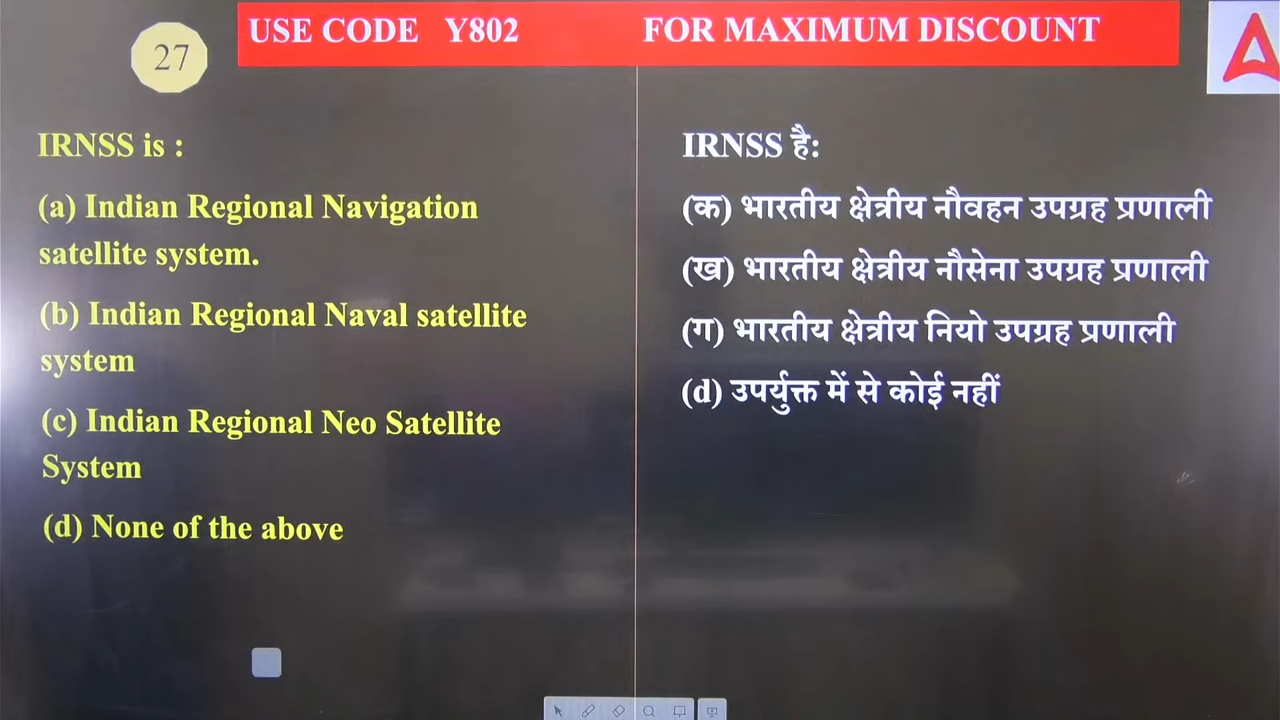 USE CODE Y802 FOR MAXIMUM DISCOUNT
27
IRNSS is :
(a) Indian Regional Navigation
satellite system.
(b) Indian Regional Naval satellite
system
(c) Indian Regional Neo Satellite
System
(d) None of the above
IRNSS है:
(क) भारतीय क्षेत्रीय नौवहन उपग्रह प्रणाली
(ख) भारतीय क्षेत्रीय नौसेना उपग्रह प्रणाली
(ग) भारतीय क्षेत्रीय नियो उपग्रह प्रणाली
(d) उपर्युक्त में से कोई नहीं